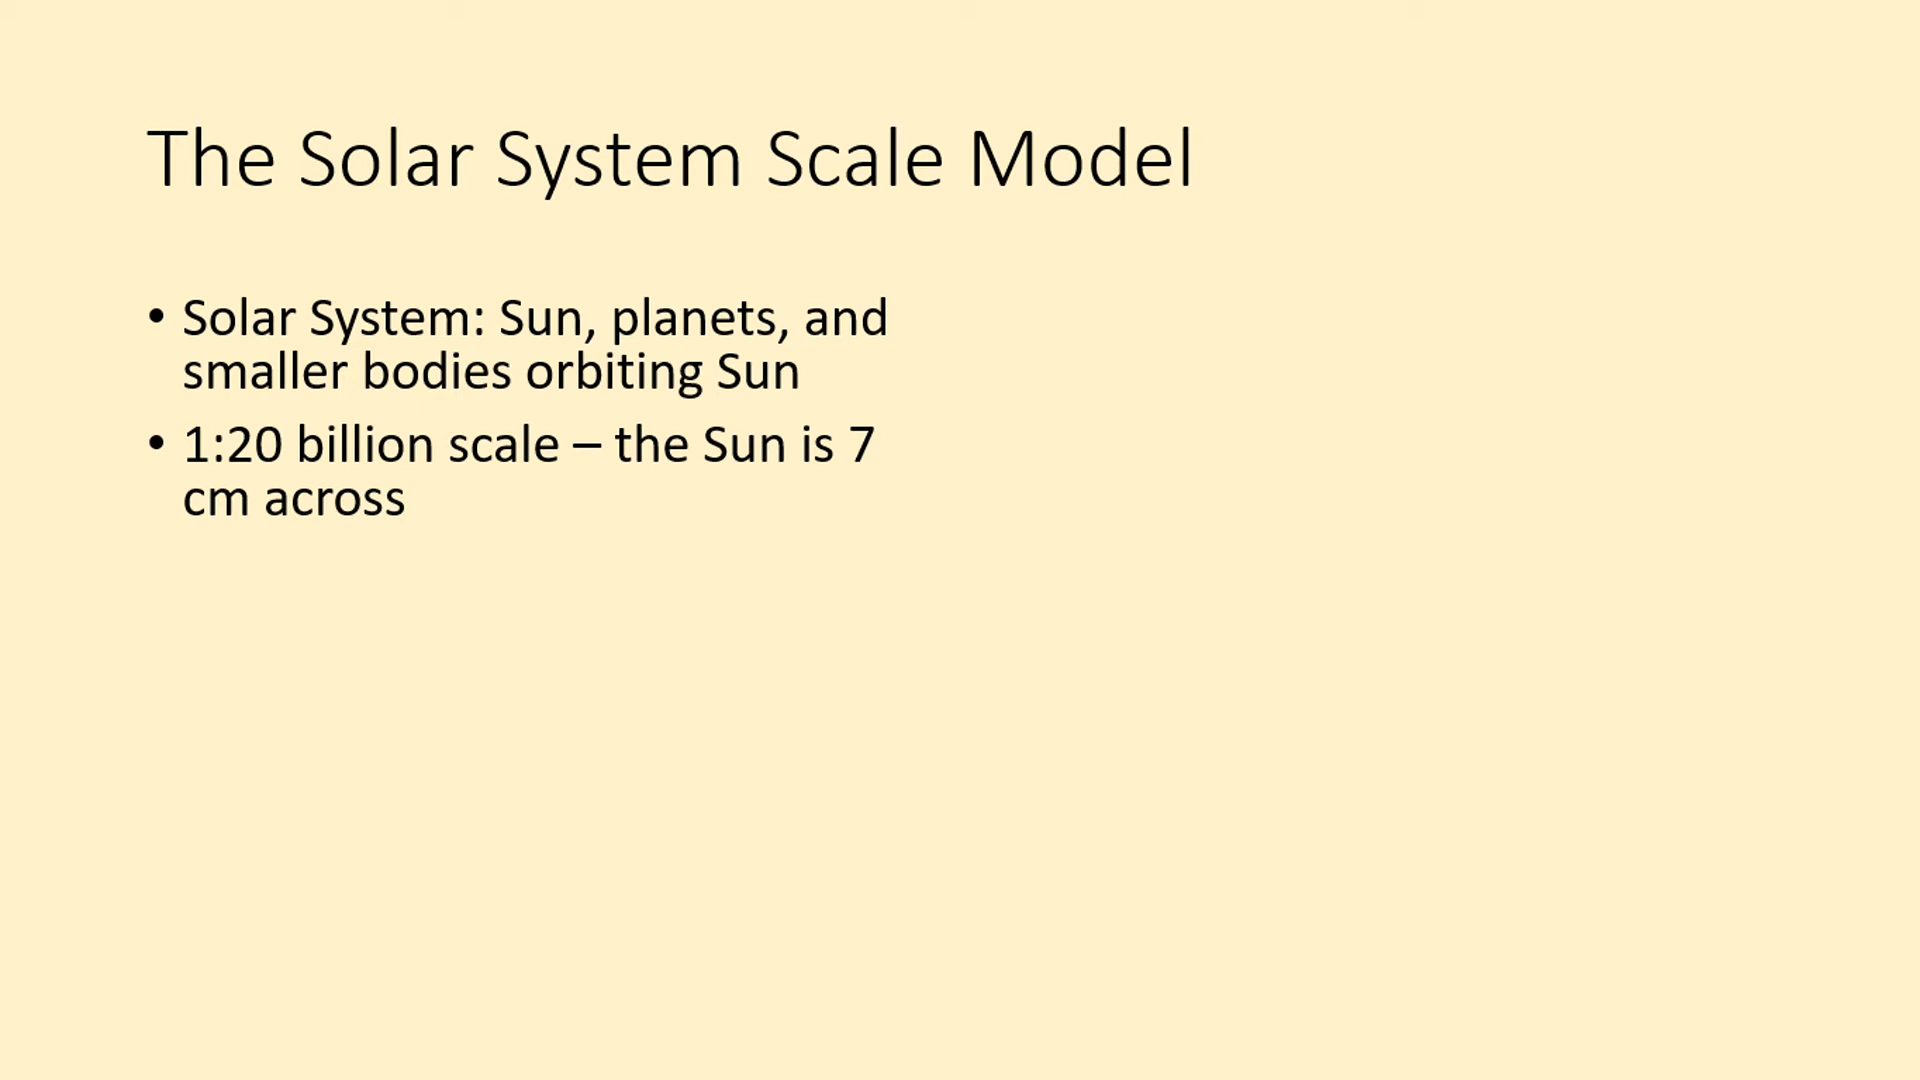 The Solar System Scale Model
• Solar System: Sun, planets, and
smaller bodies orbiting Sun
• 1:20 billion scale – the Sun is 7
cm across